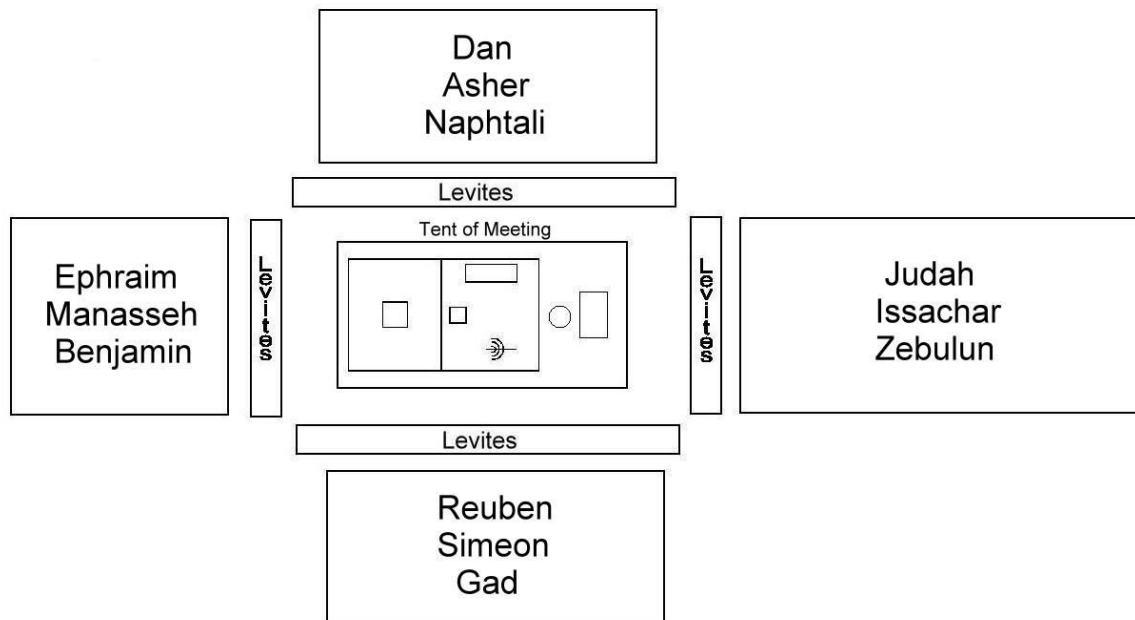 Dan
Asher
Naphtali
Levites
Tent of Meeting
Ephraim
Manasseh
Benjamin
Levites
Levites
Judah
Issachar
Zebulun
Levites
Reuben
Simeon
Gad